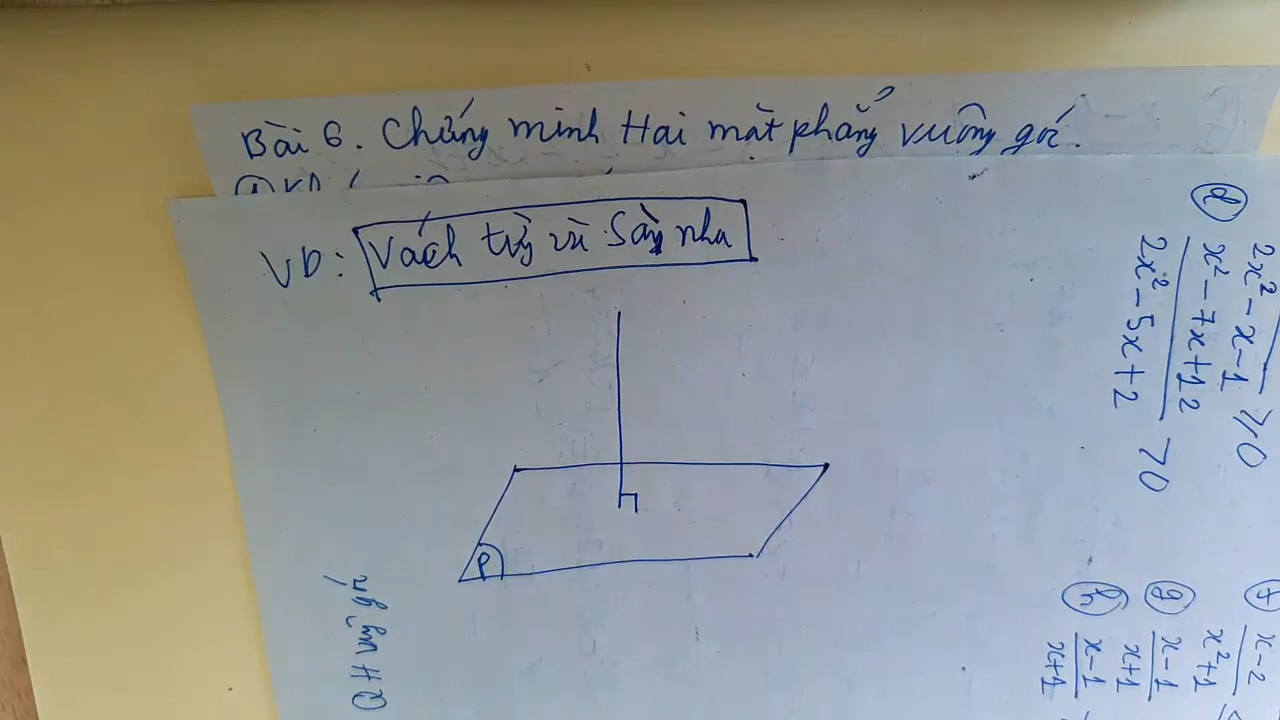 Bài 6. Chứng minh Hai mặt phẳng vuông góc.
VD: Vách tủ và Sàn nhà
P
d
2x² - x - 1 ≥ 0
x² - 7x + 12
2x² - 5x + 2 > 0
x - 2
x² + 1
g
x - 1
x + 1
h
x - 1
x + 1